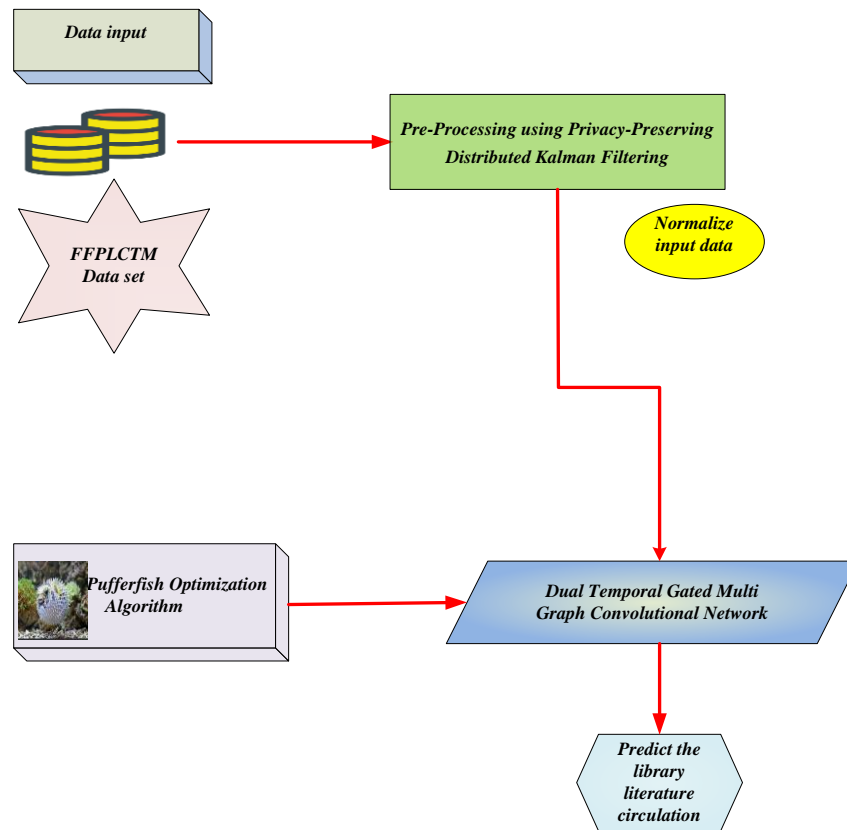 Data input
Pre-Processing using Privacy-Preserving
Distributed Kalman Filtering
Normalize
input data
FFPLCTM
Data set
Pufferfish Optimization
Algorithm
Dual Temporal Gated Multi
Graph Convolutional Network
Predict the
library
literature
circulation